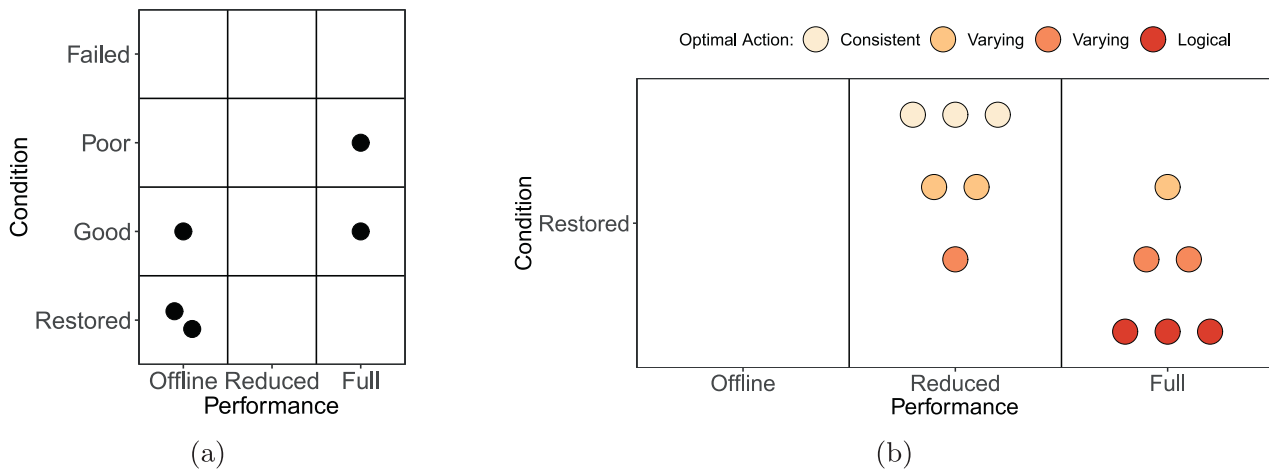 Failed
Poor
Good
Restored
Condition
Offline Reduced Full
Performance
(a)
Optimal Action: Consistent Varying Varying Logical
Restored
Condition
Offline Reduced Full
Performance
(b)